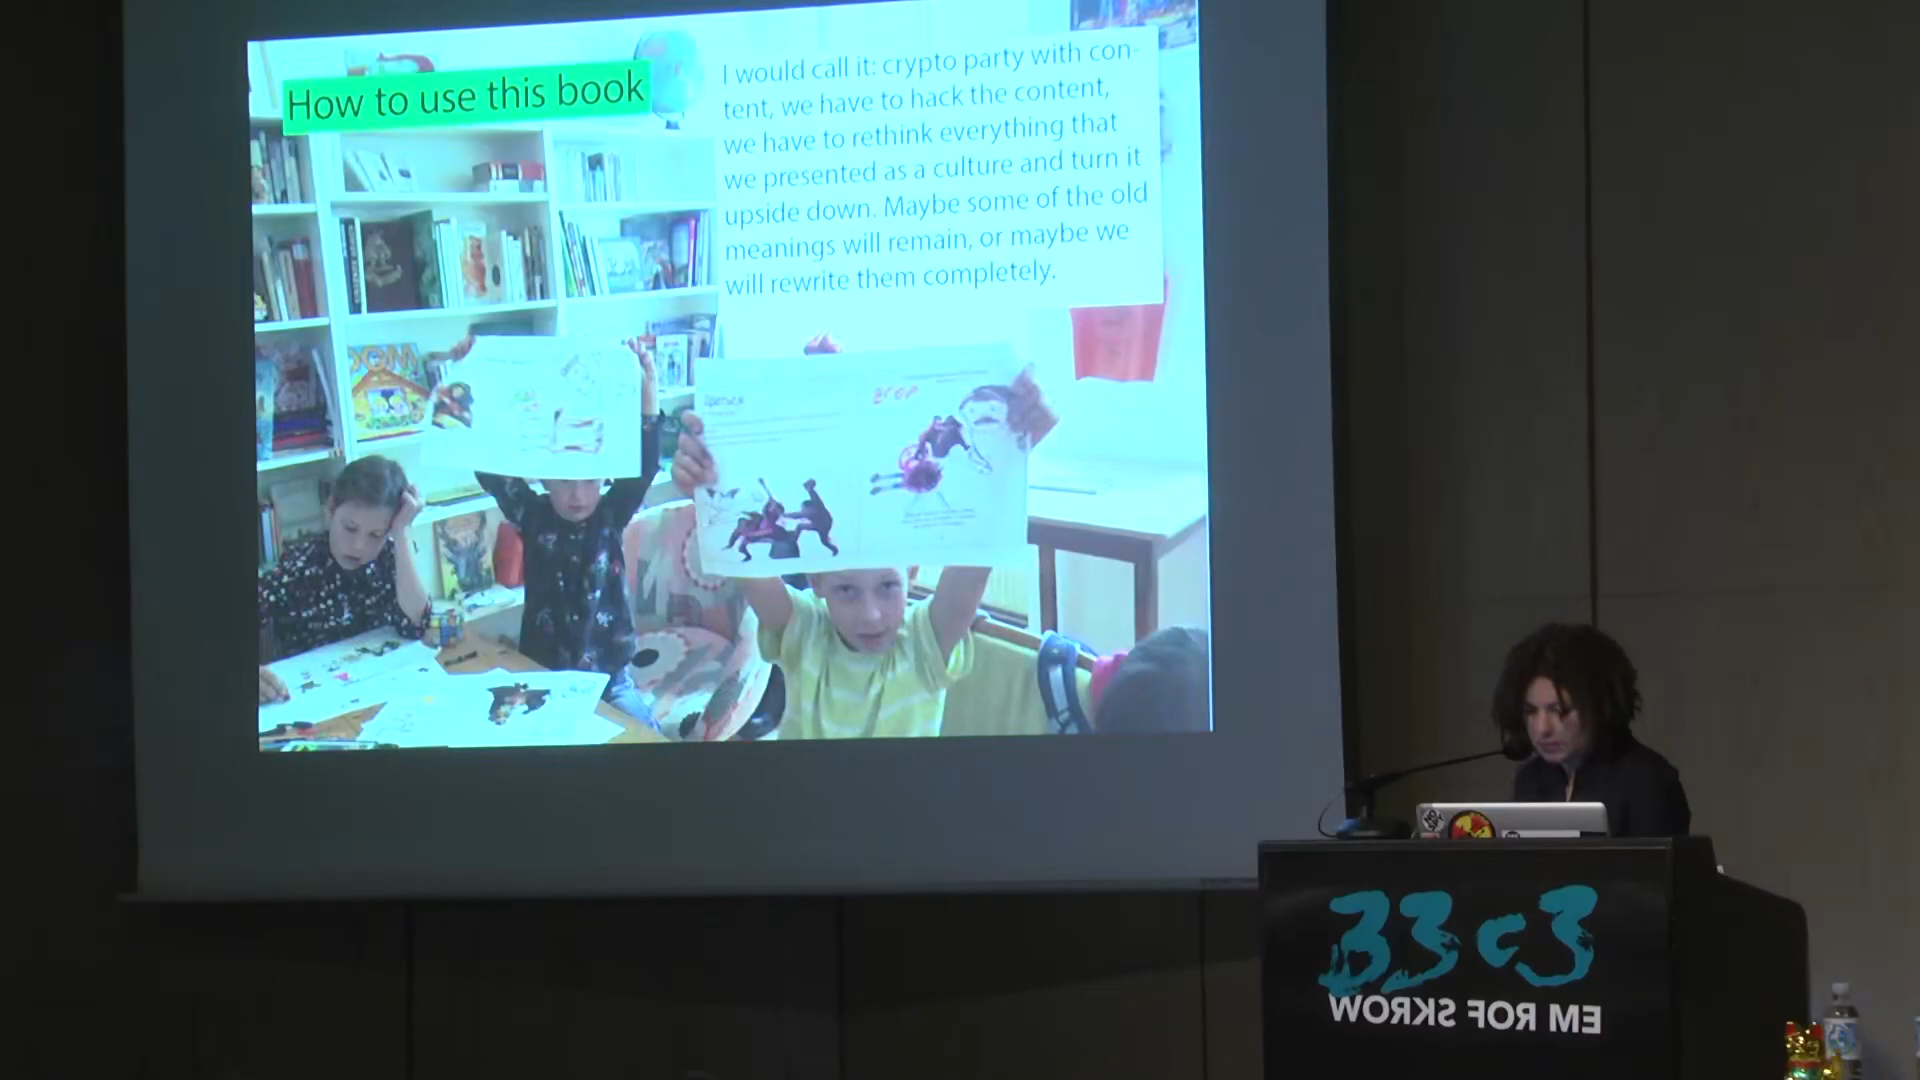 How to use this book
I would call it: crypto party with con-
tent, we have to hack the content,
we have to rethink everything that
we presented as a culture and turn it
upside down. Maybe some of the old
meanings will remain, or maybe we
will rewrite them completely.
NO
SPY
33c3
WORKS FOR ME